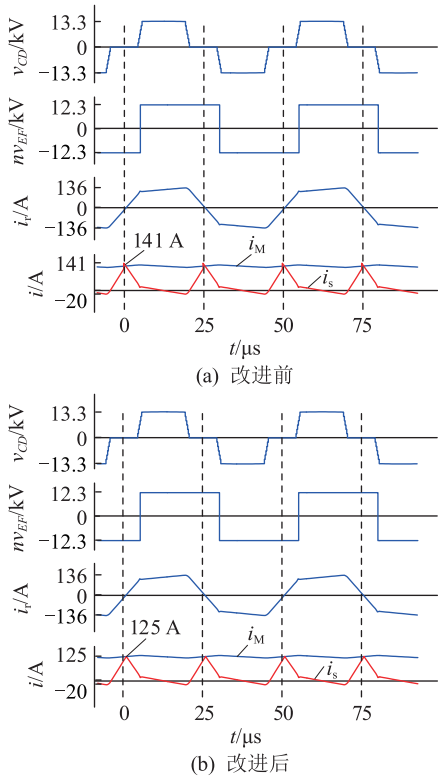 13.3
0
−13.3
v_CD/kV
12.3
0
−12.3
nv_EF/kV
136
0
−136
i_r/A
141 A
i_M
141
−20
i/A
i_s
0 25 50 75
t/μs
(a) 改进前
13.3
0
−13.3
v_CD/kV
12.3
0
−12.3
nv_EF/kV
136
0
−136
i_r/A
125 A
i_M
125
−20
i/A
i_s
0 25 50 75
t/μs
(b) 改进后